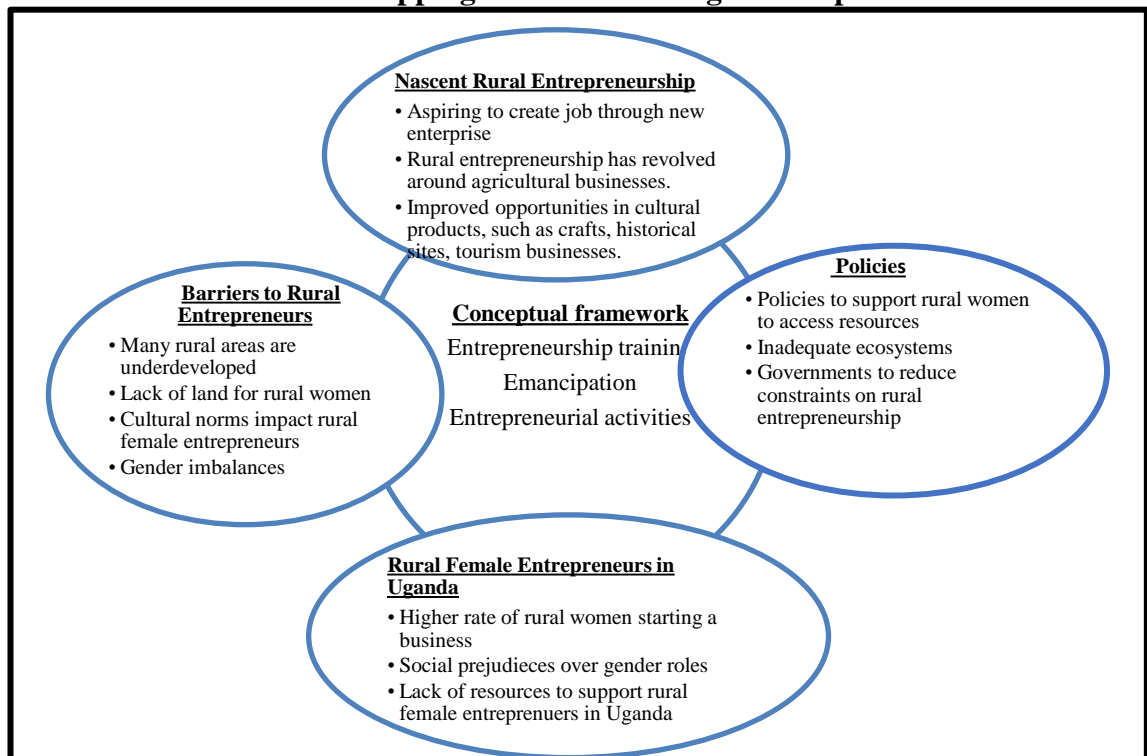 Nascent Rural Entrepreneurship
• Aspiring to create job through new
enterprise
• Rural entrepreneurship has revolved
around agricultural businesses.
• Improved opportunities in cultural
products, such as crafts, historical
sites, tourism businesses.
Policies
• Policies to support rural women
to access resources
• Inadequate ecosystems
• Governments to reduce
constraints on rural
entrepreneurship
Barriers to Rural
Entrepreneurs
• Many rural areas are
underdeveloped
• Lack of land for rural women
• Cultural norms impact rural
female entrepreneurs
• Gender imbalances
Conceptual framework
Entrepreneurship trainin
Emancipation
Entrepreneurial activities
Rural Female Entrepreneurs in
Uganda
• Higher rate of rural women starting a
business
• Social prejudieces over gender roles
• Lack of resources to support rural
female entreprenuers in Uganda